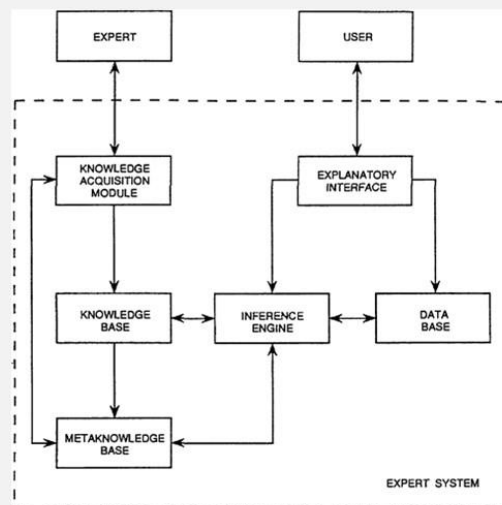 EXPERT
USER
KNOWLEDGE
ACQUISITION
MODULE
EXPLANATORY
INTERFACE
KNOWLEDGE
BASE
INFERENCE
ENGINE
DATA
BASE
METAKNOWLEDGE
BASE
EXPERT SYSTEM